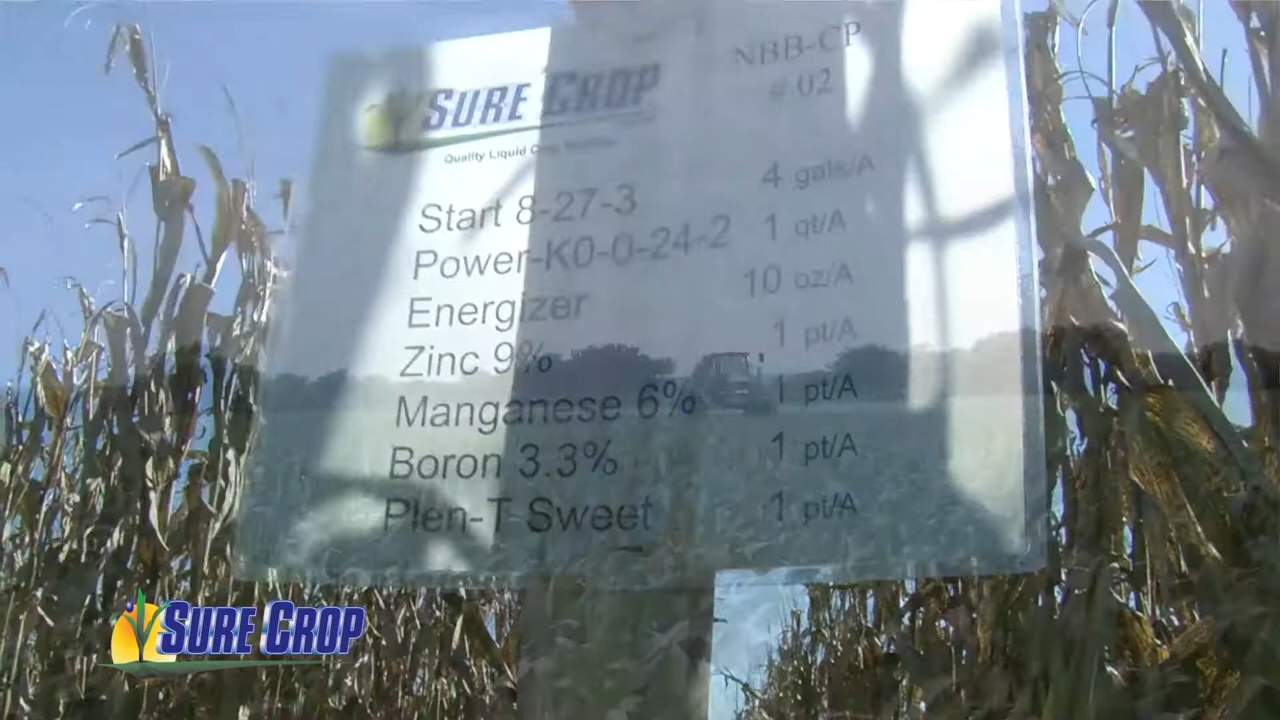 SURE CROP
NBB-CP
# 02
Quality Liquid
Start 8-27-3 4 gals/A
Power-K0-0-24-2 1 qt/A
Energizer 10 oz/A
Zinc 9% 1 pt/A
Manganese 6% 1 pt/A
Boron 3.3% 1 pt/A
Plen-T Sweet 1 pt/A
SURE CROP